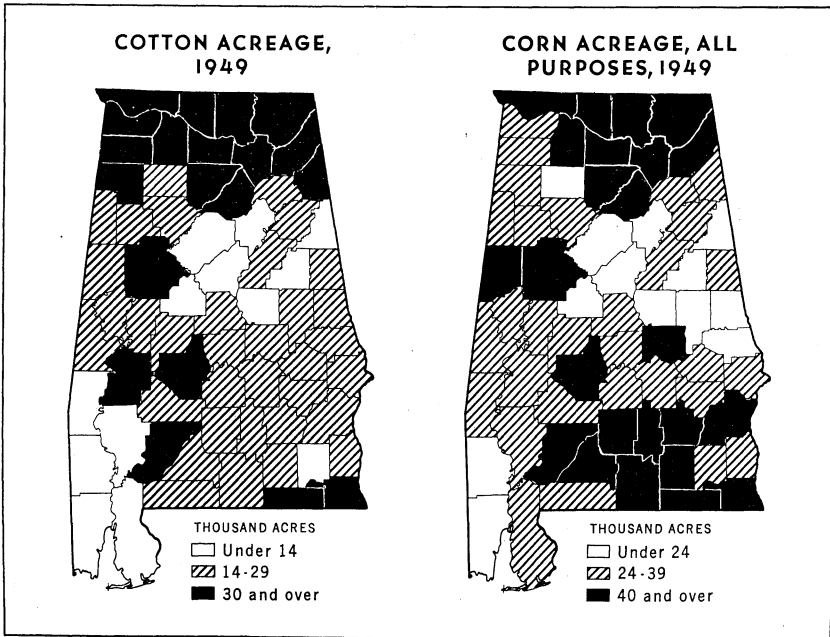 COTTON ACREAGE,
1949
THOUSAND ACRES
Under 14
14-29
30 and over
CORN ACREAGE, ALL
PURPOSES, 1949
THOUSAND ACRES
Under 24
24-39
40 and over